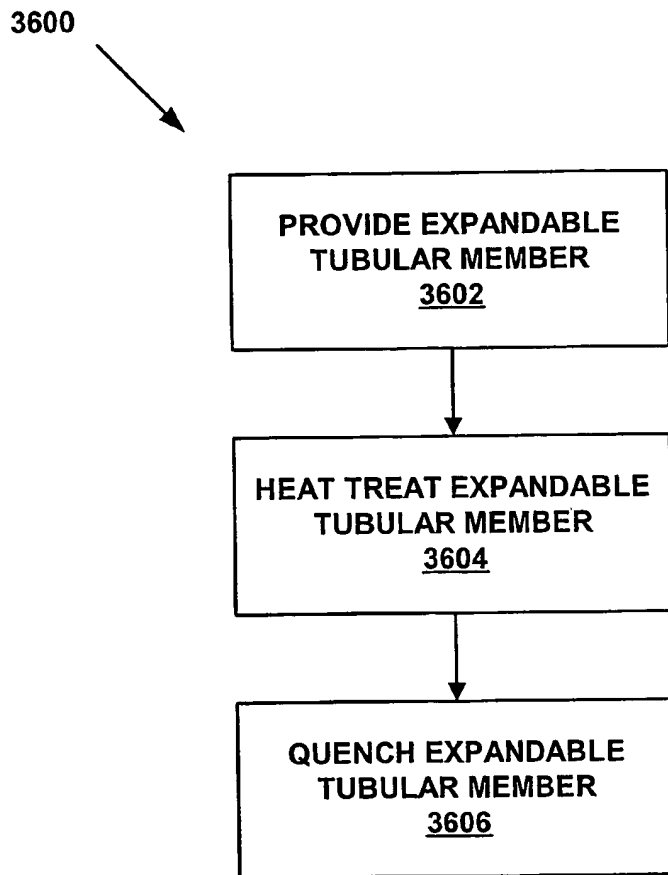 3600
PROVIDE EXPANDABLE
TUBULAR MEMBER
3602
HEAT TREAT EXPANDABLE
TUBULAR MEMBER
3604
QUENCH EXPANDABLE
TUBULAR MEMBER
3606